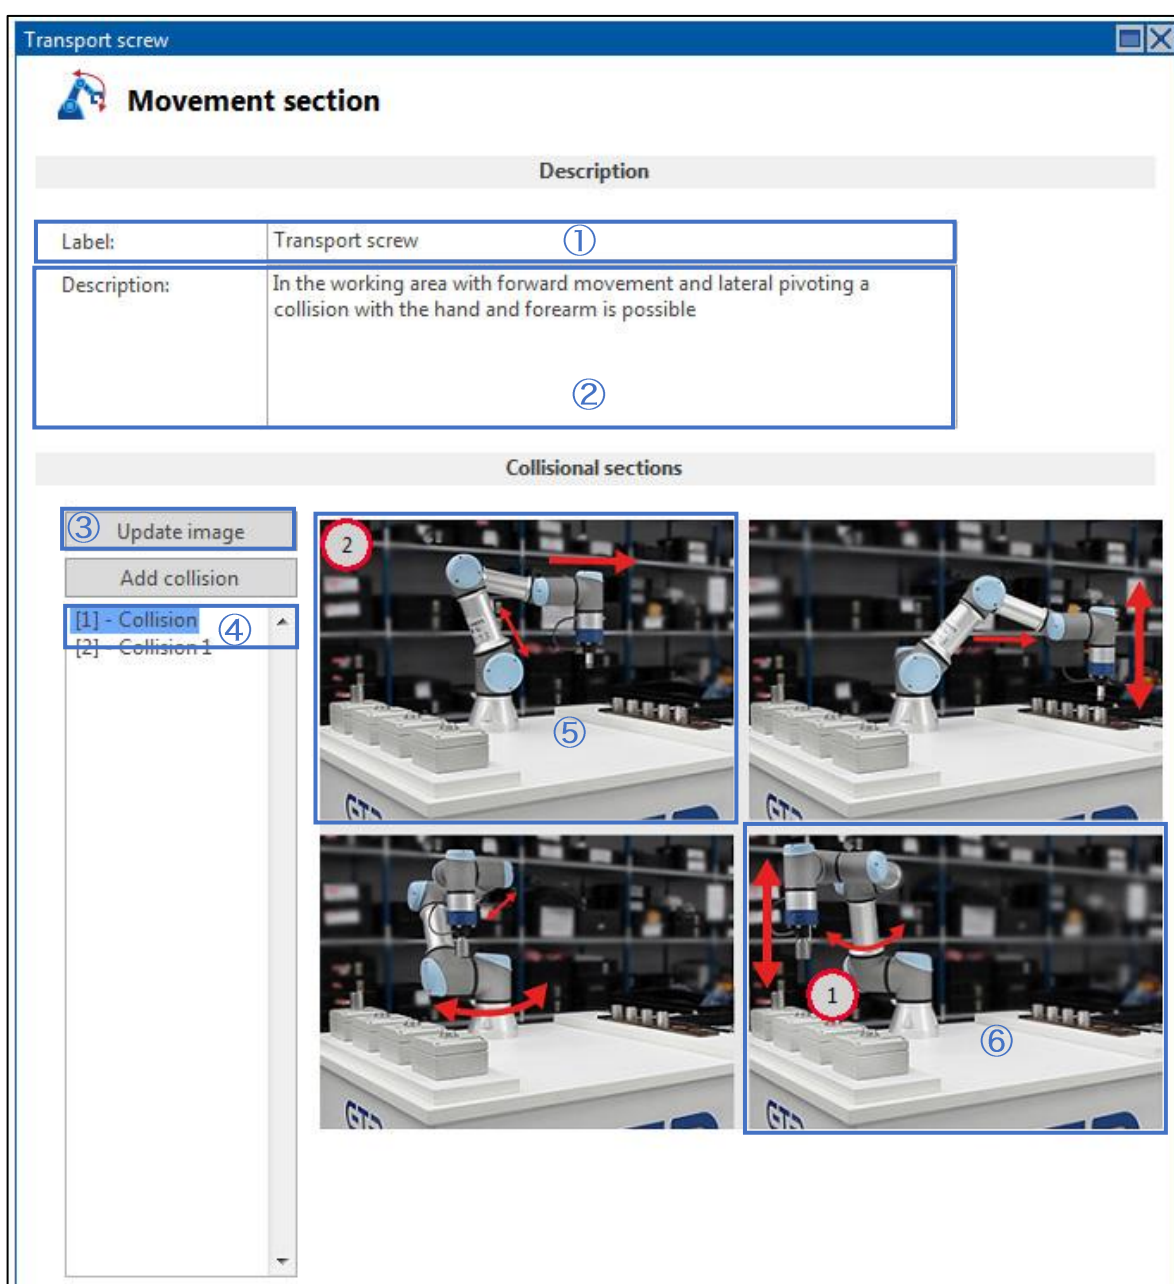 Transport screw
Movement section
Description
Label:
Transport screw
①
Description:
In the working area with forward movement and lateral pivoting a
collision with the hand and forearm is possible
②
Collisional sections
③ Update image
Add collision
[1] - Collision
④
[2] - Collision 1
2
⑤
1
⑥